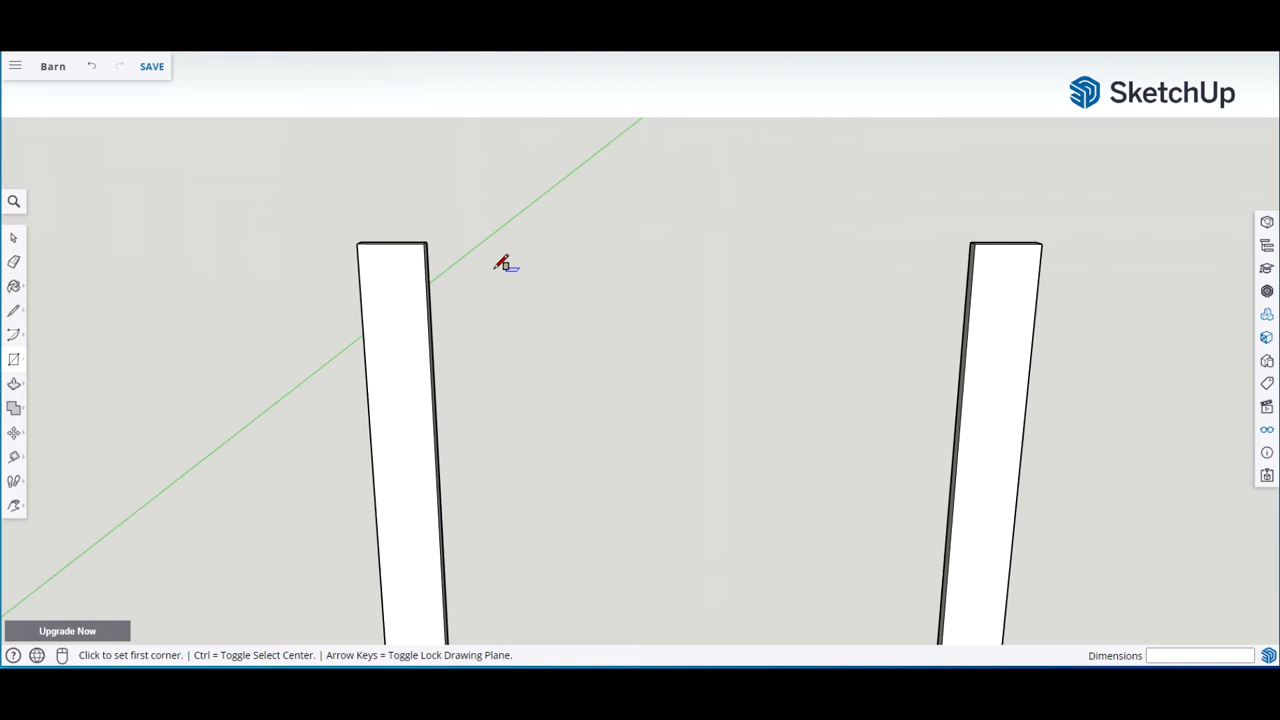 Barn
SAVE
SketchUp
Upgrade Now
Click to set first corner. | Ctrl = Toggle Select Center. | Arrow Keys = Toggle Lock Drawing Plane.
Dimensions